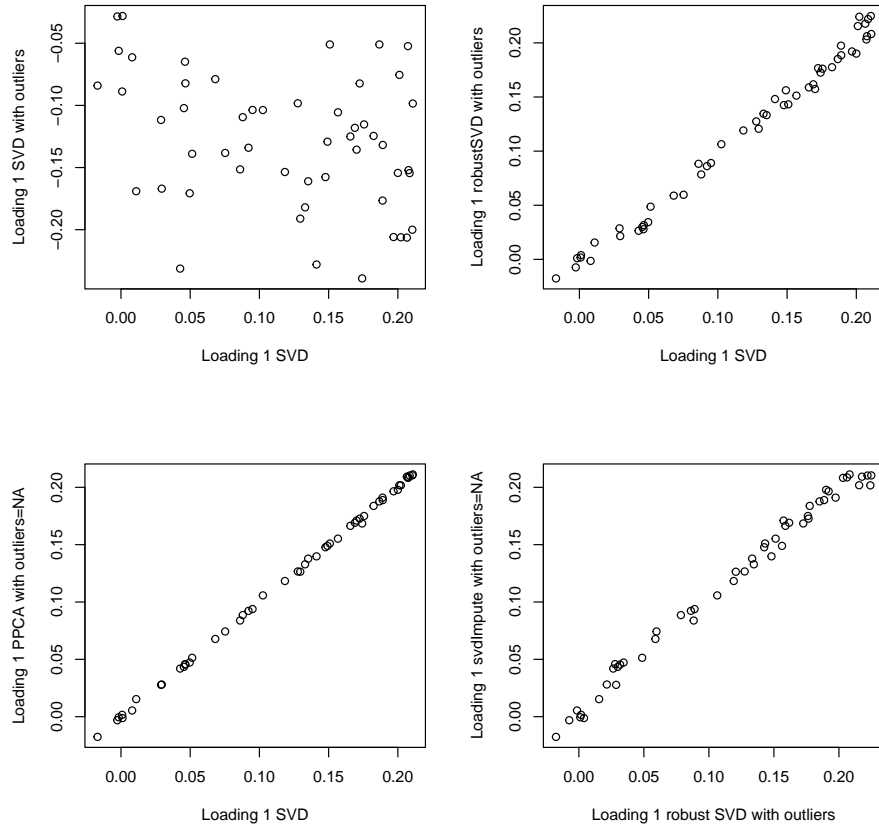 −0.05
−0.10
−0.15
−0.20
Loading 1 SVD with outliers
0.00 0.05 0.10 0.15 0.20
Loading 1 SVD
0.20
0.15
0.10
0.05
0.00
Loading 1 robustSVD with outliers
0.00 0.05 0.10 0.15 0.20
Loading 1 SVD
0.20
0.15
0.10
0.05
0.00
Loading 1 PPCA with outliers=NA
0.00 0.05 0.10 0.15 0.20
Loading 1 SVD
0.20
0.15
0.10
0.05
0.00
Loading 1 svdImpute with outliers=NA
0.00 0.05 0.10 0.15 0.20
Loading 1 robust SVD with outliers